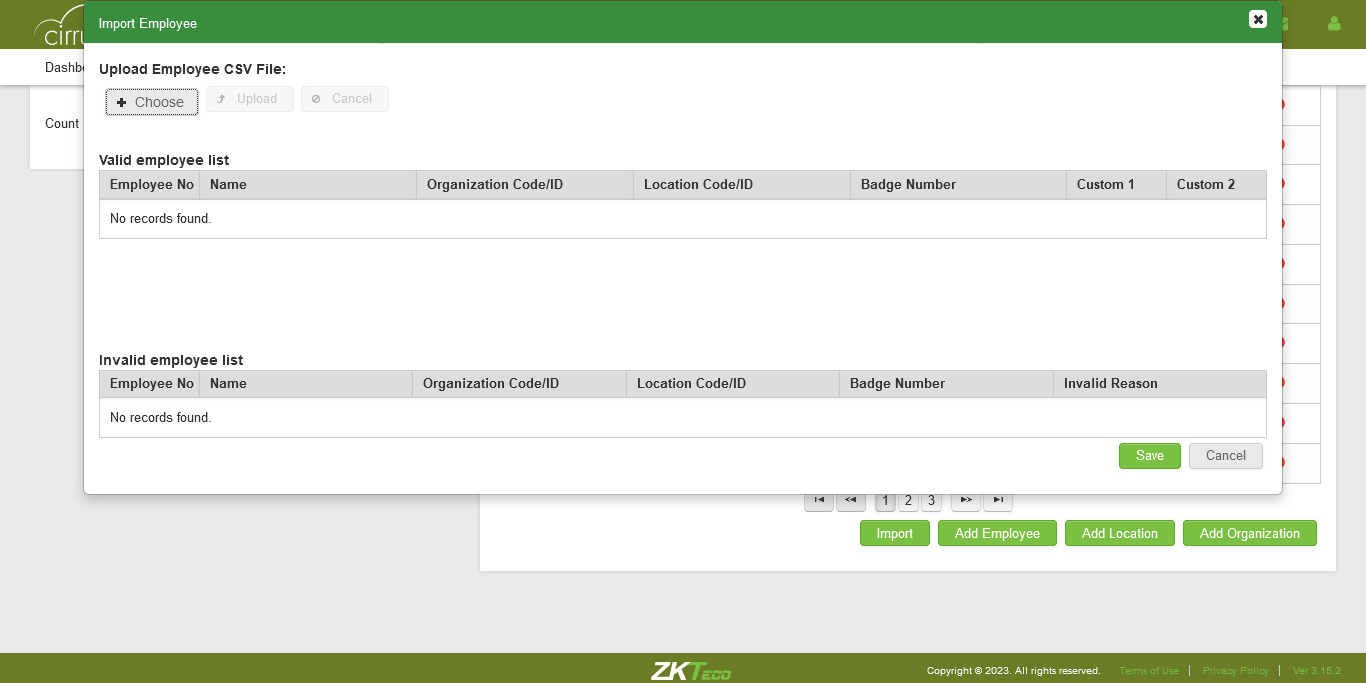 Import Employee
cirru
Dashbo
Upload Employee CSV File:
Choose Upload Cancel
Count
Valid employee list
Employee No Name Organization Code/ID Location Code/ID Badge Number Custom 1 Custom 2
No records found.
Invalid employee list
Employee No Name Organization Code/ID Location Code/ID Badge Number Invalid Reason
No records found.
Save Cancel
1 2 3
Import Add Employee Add Location Add Organization
ZKTeco Copyright © 2023. All rights reserved. Terms of Use | Privacy Policy | Ver 3.15.2